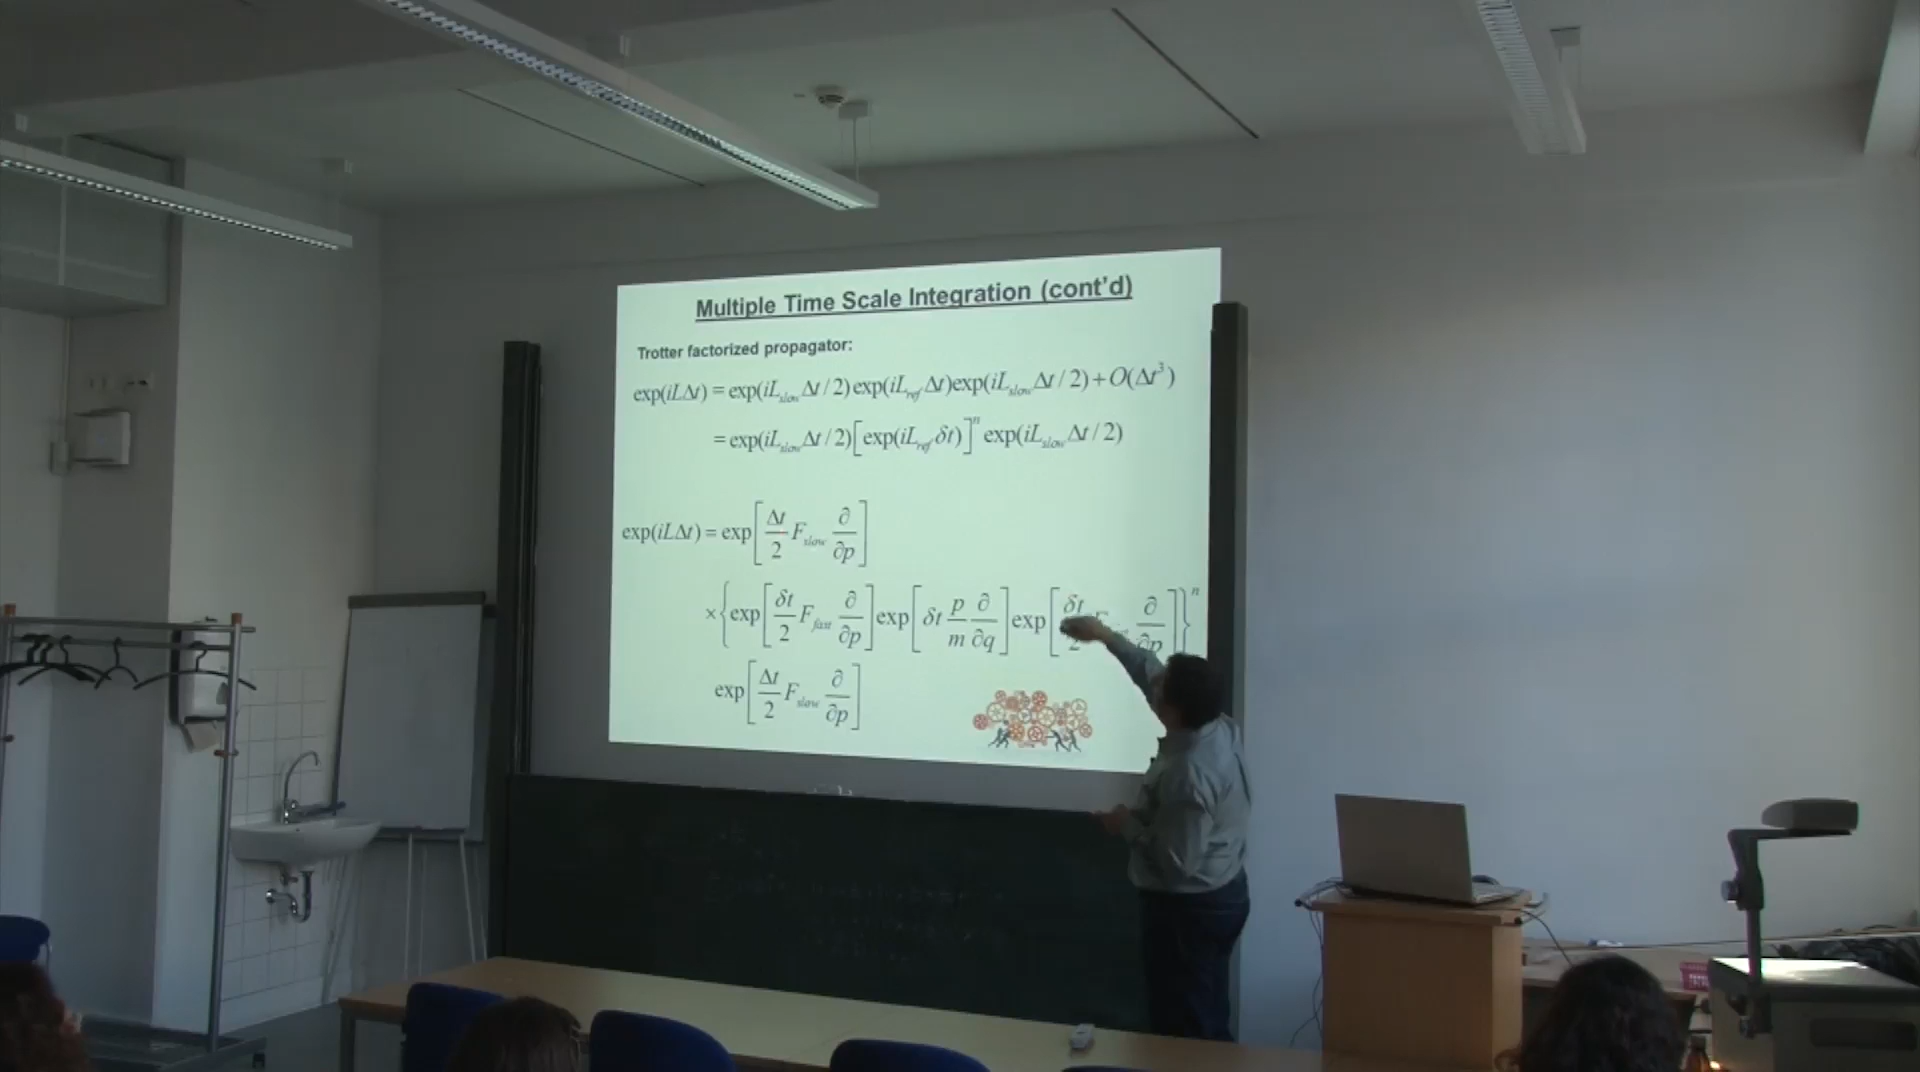 Multiple Time Scale Integration (cont'd)
Trotter factorized propagator:
exp(iLΔt) = exp(iL_slow Δt / 2) exp(iL_ref Δt) exp(iL_slow Δt / 2) + O(Δt³)
= exp(iL_slow Δt / 2) [exp(iL_ref δt)]ⁿ exp(iL_slow Δt / 2)
exp(iLΔt) = exp[Δt/2 F_slow ∂/∂p]
×{exp[δt/2 F_fast ∂/∂p] exp[δt p/m ∂/∂q] exp[δt/2 ∂/∂p]}ⁿ
exp[Δt/2 F_slow ∂/∂p]